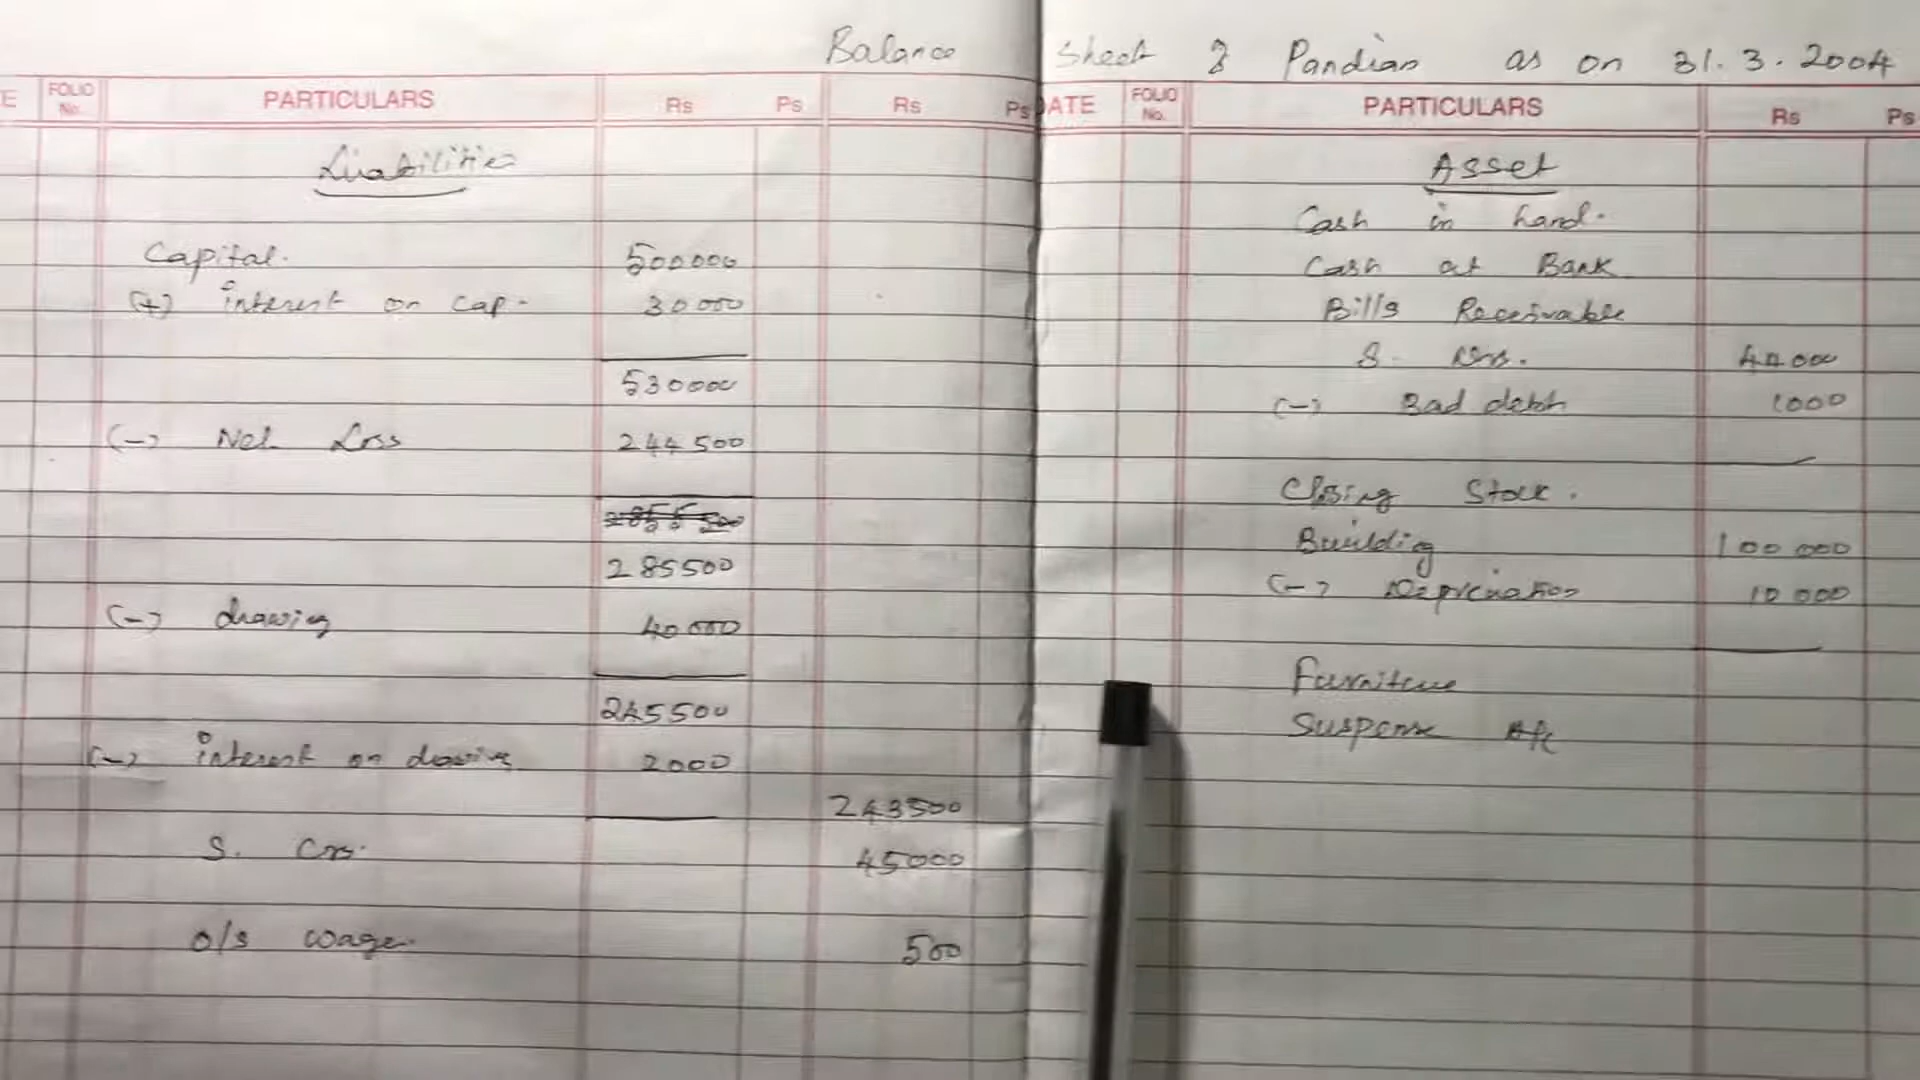 Balance Sheet of Pandian as on 31.3.2004
E FOLIO No. PARTICULARS Rs Ps Rs Ps
Liabilities
Capital. 500000
(+) interest on cap. 30000
530000
(-) Net Loss 244500
285500
285500
(-) drawing 40000
245500
(-) interest on drawing 2000
243500
S. Crs. 45000
o/s wage. 500
DATE FOLIO No. PARTICULARS Rs Ps
Asset
Cash in hand.
Cash at Bank
Bills Receivable
S. Drs. 44000
(-) Bad debt 1000
Closing Stock.
Building 100000
(-) Depreciation 10000
Furniture
Suspense A/c